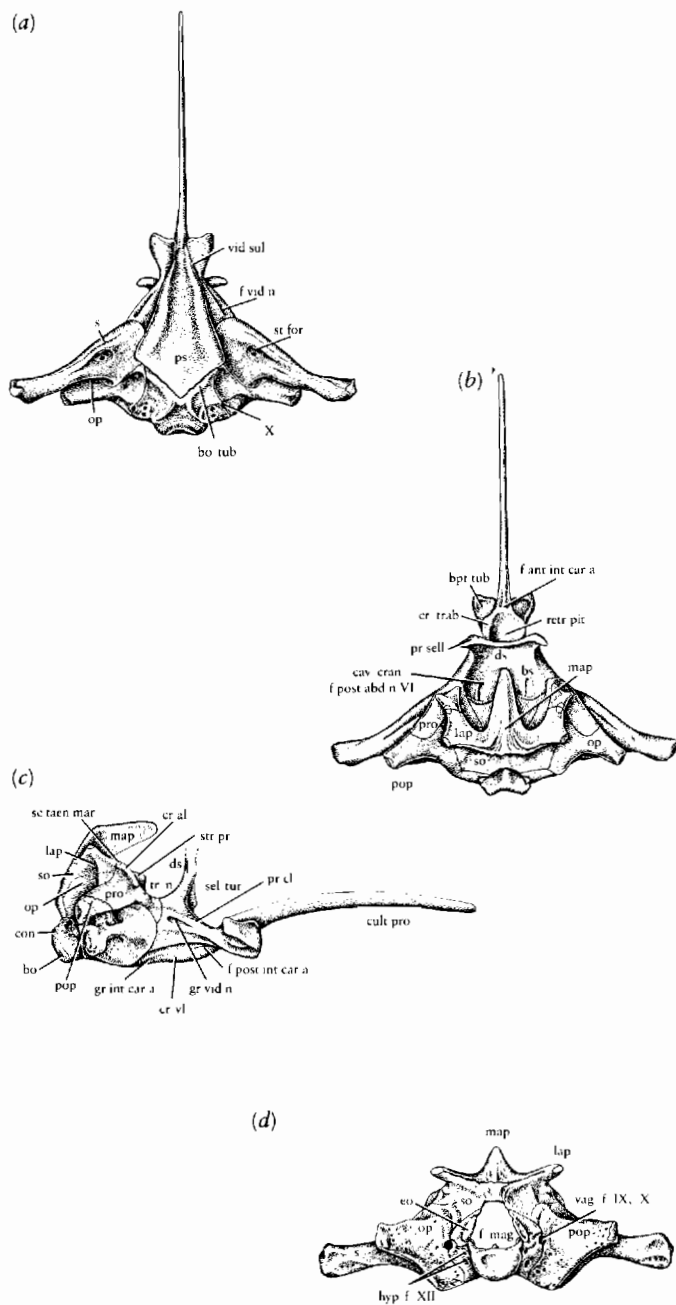 (a)
vid sul
f vid n
s
st for
ps
op
X
bo tub
(b)
f ant int car a
bpt tub
cr trab
retr pit
pr sell
ds
map
cav cran
bs
f post abd n VI
pro
lap
op
so
pop
(c)
sc taen mar
cr al
map
str pr
lap
ds
so
sel tur
pr cl
op
pro
tr n
cult pro
con
bo
pop
f post int car a
gr int car a
gr vid n
cr vl
(d)
map
lap
eo
so
vag f IX, X
op
f mag
pop
hyp f XII